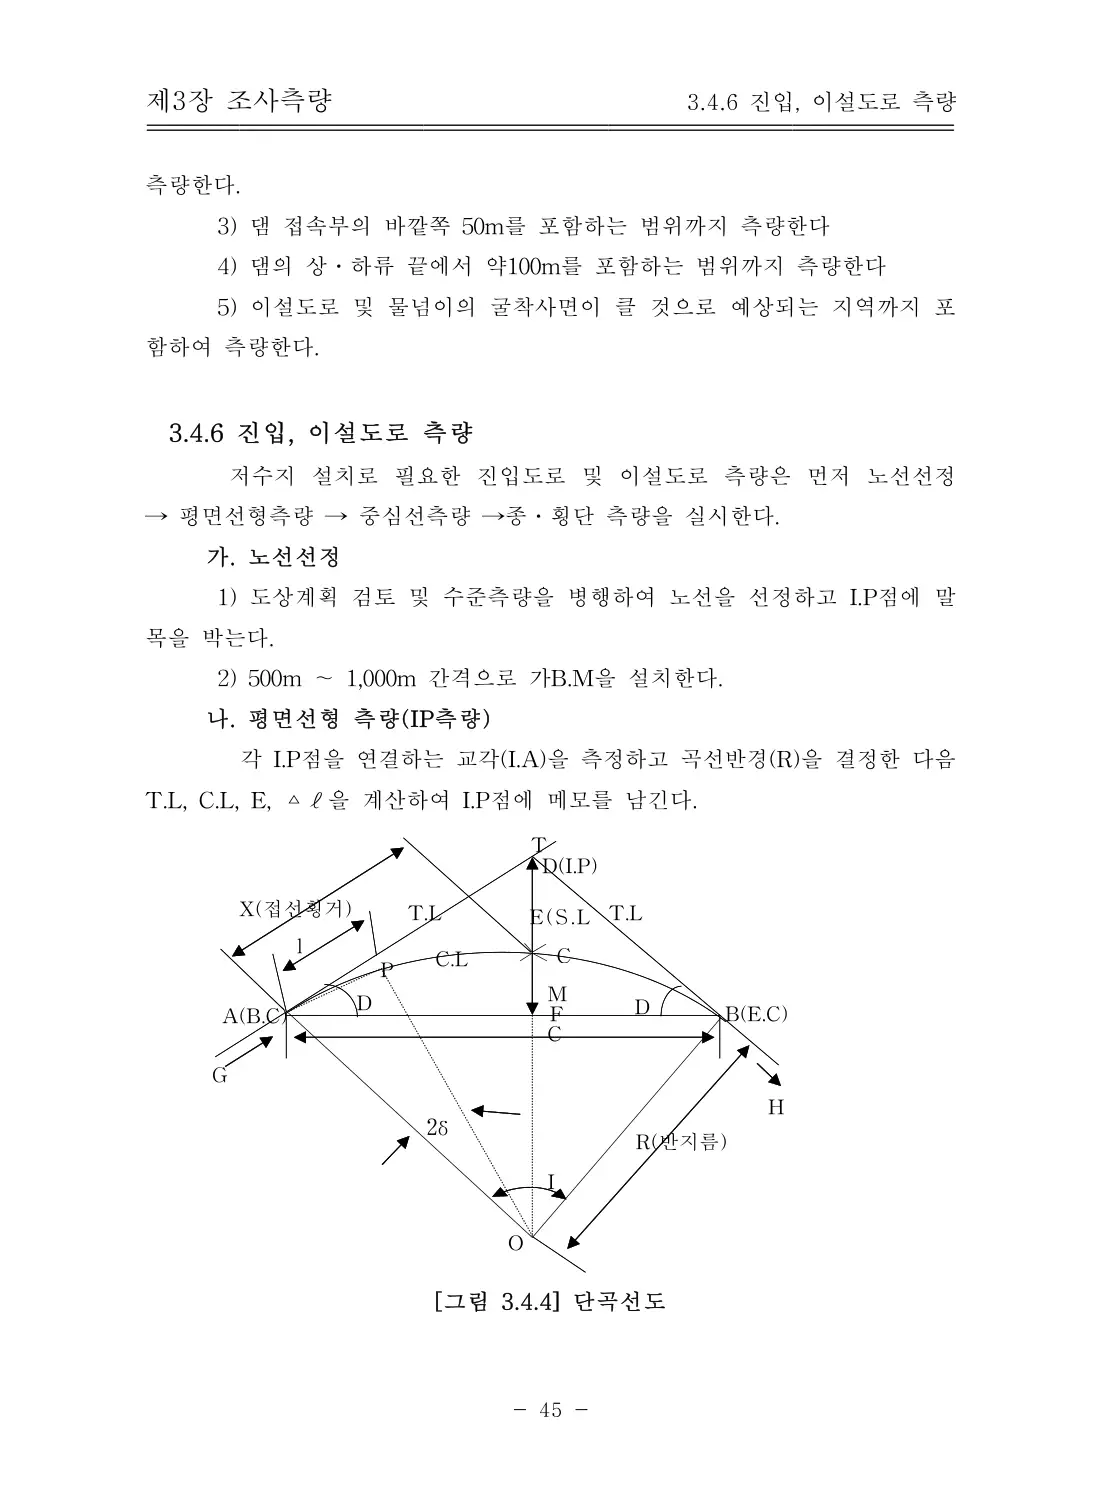 제3장 조사측량
3.4.6 진입, 이설도로 측량
측량한다.
3) 댐 접속부의 바깥쪽 50m를 포함하는 범위까지 측량한다
4) 댐의 상·하류 끝에서 약100m를 포함하는 범위까지 측량한다
5) 이설도로 및 물넘이의 굴착사면이 클 것으로 예상되는 지역까지 포
함하여 측량한다.
3.4.6 진입, 이설도로 측량
저수지 설치로 필요한 진입도로 및 이설도로 측량은 먼저 노선선정
→ 평면선형측량 → 중심선측량 →종·횡단 측량을 실시한다.
가. 노선선정
1) 도상계획 검토 및 수준측량을 병행하여 노선을 선정하고 I.P점에 말
목을 박는다.
2) 500m ∼ 1,000m 간격으로 가B.M을 설치한다.
나. 평면선형 측량(IP측량)
각 I.P점을 연결하는 교각(I.A)을 측정하고 곡선반경(R)을 결정한 다음
T.L, C.L, E, △ℓ을 계산하여 I.P점에 메모를 남긴다.
T
D(I.P)
X(접선횡거)
T.L
E(S.L
T.L
l
C.L
C
P
D
M
D
A(B.C)
F
B(E.C)
C
G
H
2δ
R(반지름)
I
O
[그림 3.4.4] 단곡선도
- 45 -